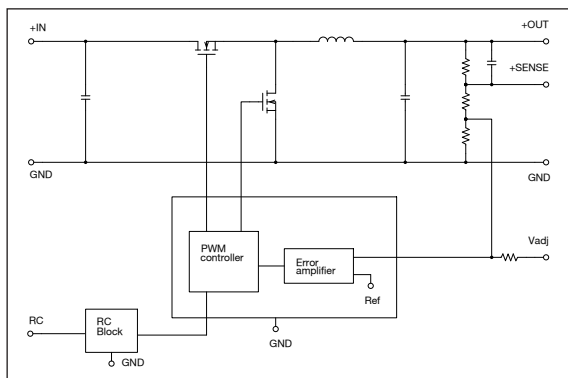 +IN
+OUT
+SENSE
GND
GND
PWM
controller
Error
amplifier
Vadj
Ref
RC
RC
Block
GND
GND